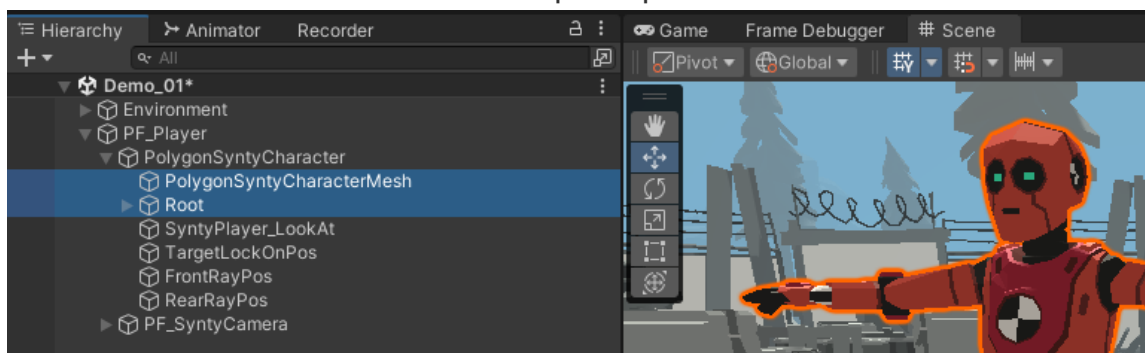 Hierarchy Animator Recorder
All
Demo_01*
Environment
PF_Player
PolygonSyntyCharacter
PolygonSyntyCharacterMesh
Root
SyntyPlayer_LookAt
TargetLockOnPos
FrontRayPos
RearRayPos
PF_SyntyCamera
Game Frame Debugger Scene
Pivot Global